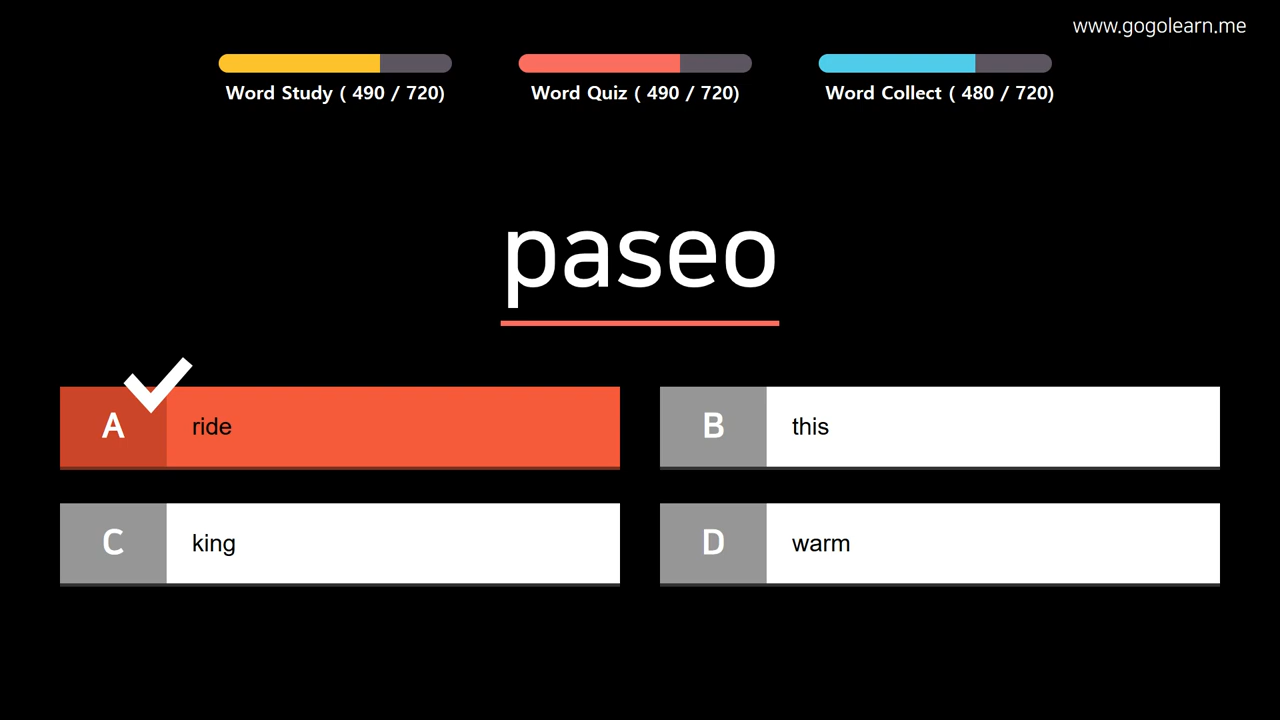 www.gogolearn.me
Word Study ( 490 / 720)
Word Quiz ( 490 / 720)
Word Collect ( 480 / 720)
paseo
A ride
B this
C king
D warm